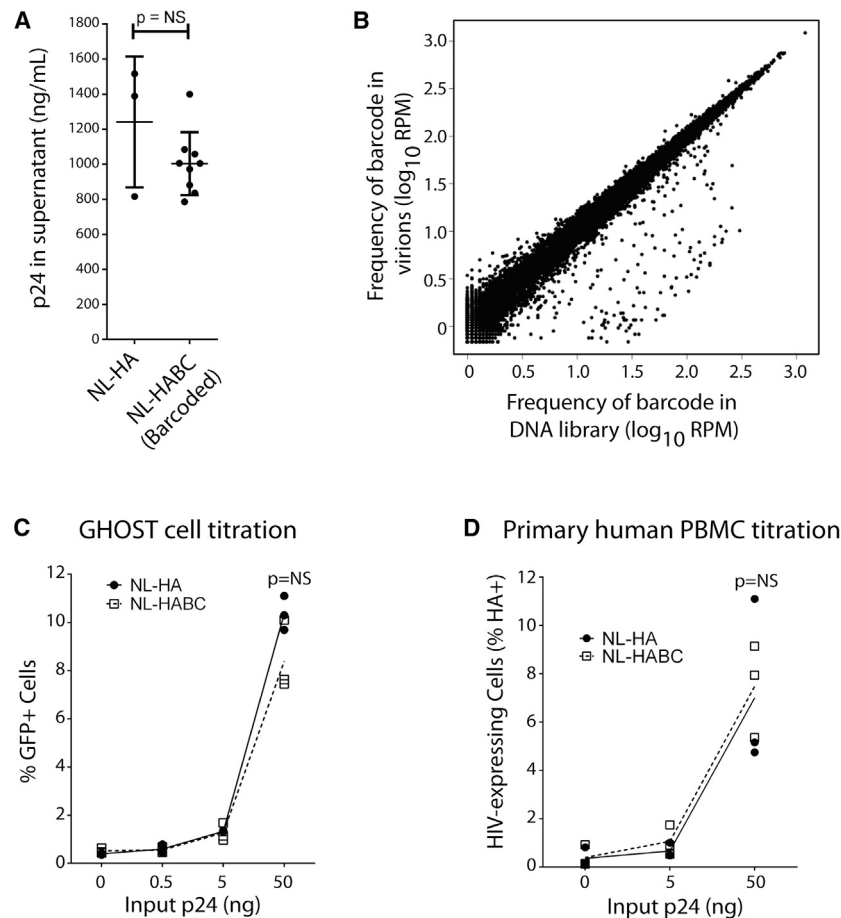 A
p = NS
p24 in supernatant (ng/mL)
1800
1600
1400
1200
1000
800
600
400
200
0
NL-HA
NL-HABC
(Barcoded)
B
Frequency of barcode in
virions (log10 RPM)
3.0
2.5
2.0
1.5
1.0
0.5
0
0 0.5 1.0 1.5 2.0 2.5 3.0
Frequency of barcode in
DNA library (log10 RPM)
C GHOST cell titration
% GFP+ Cells
12
10
8
6
4
2
0
NL-HA
NL-HABC
p=NS
0 0.5 5 50
Input p24 (ng)
D Primary human PBMC titration
HIV-expressing Cells (% HA+)
12
10
8
6
4
2
0
NL-HA
NL-HABC
p=NS
0 5 50
Input p24 (ng)